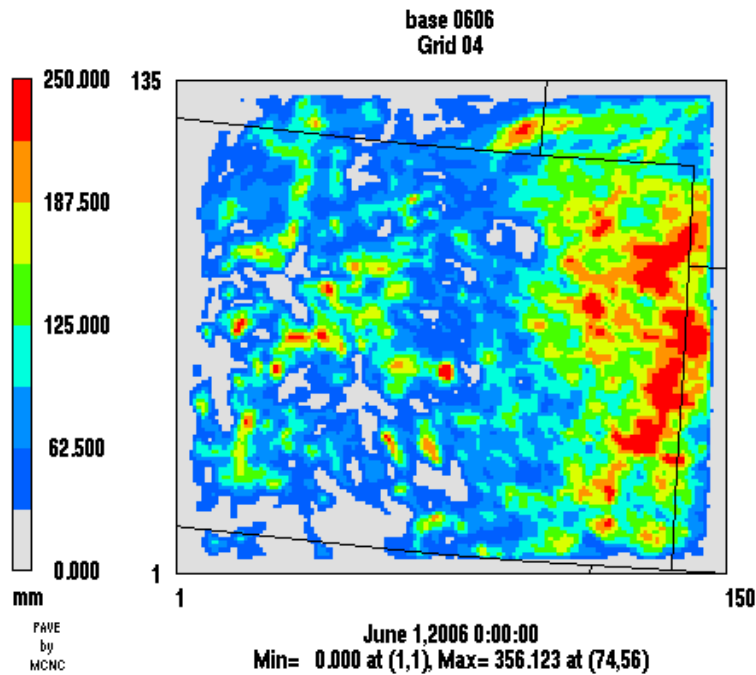 base 0606
Grid 04
250.000
187.500
125.000
62.500
0.000
mm
135
1
1
150
PAVE
by
MCNC
June 1,2006 0:00:00
Min=   0.000 at (1,1), Max= 356.123 at (74,56)